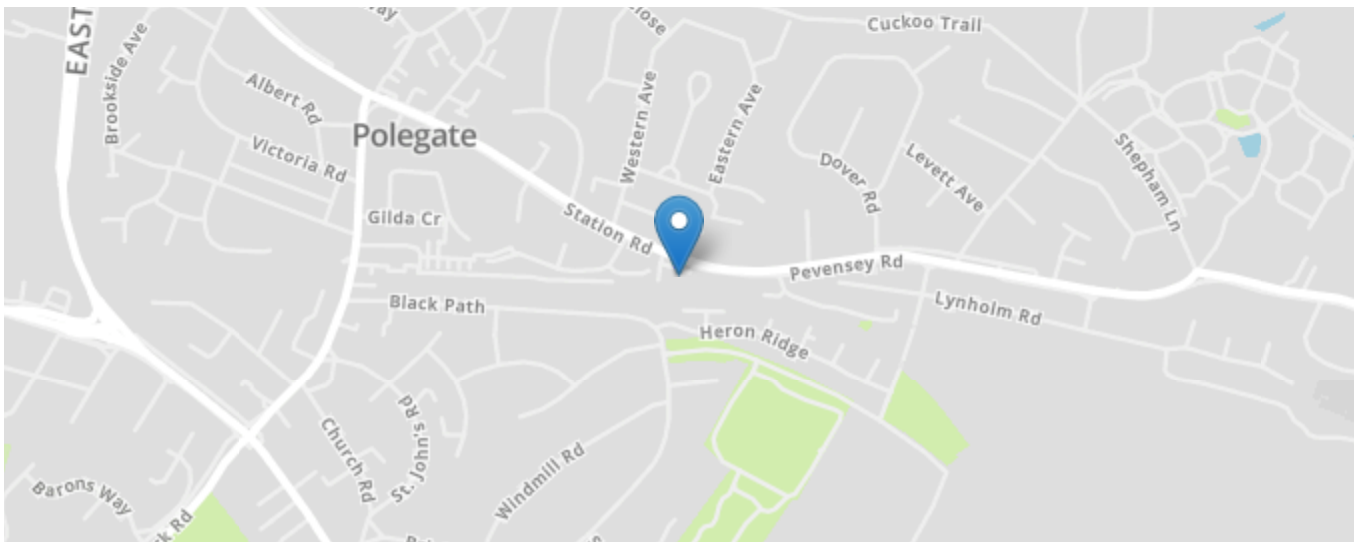 Cuckoo Trail
EAST
Brookside Ave
Albert Rd
Polegate
Victoria Rd
Western Ave
Eastern Ave
Dover Rd
Levett Ave
Shepham Ln
Gilda Cr
Station Rd
Pevensey Rd
Black Path
Lynholm Rd
Heron Ridge
Church Rd
St. John's Rd
Windmill Rd
Barons Way